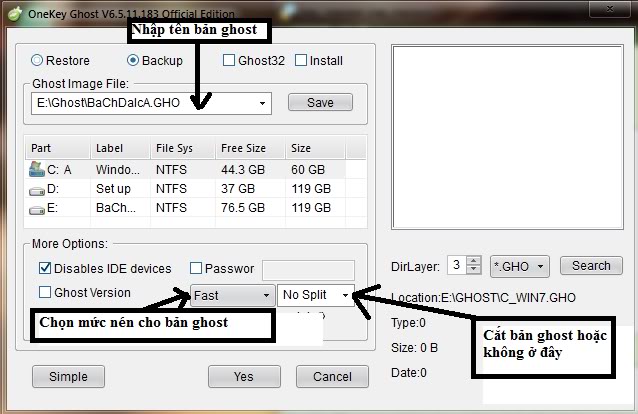 OneKey Ghost V6.5.11.183 Official Edition
Nhập tên bản ghost
Restore Backup Ghost32 Install
Ghost Image File:
E:\Ghost\BaChDaIcA.GHO Save
Part Label File Sys Free Size Size
C: A Windo... NTFS 44.3 GB 60 GB
D: Set up NTFS 37 GB 119 GB
E: BaCh... NTFS 76.5 GB 119 GB
More Options:
Disables IDE devices Passwor
Ghost Version Fast No Split
Chọn mức nén cho bản ghost
DirLayer: 3 *.GHO Search
Location:E:\GHOST\C_WIN7.GHO
Type:0
Size: 0 B
Date:0
Cắt bản ghost hoặc
không ở đây
Simple Yes Cancel